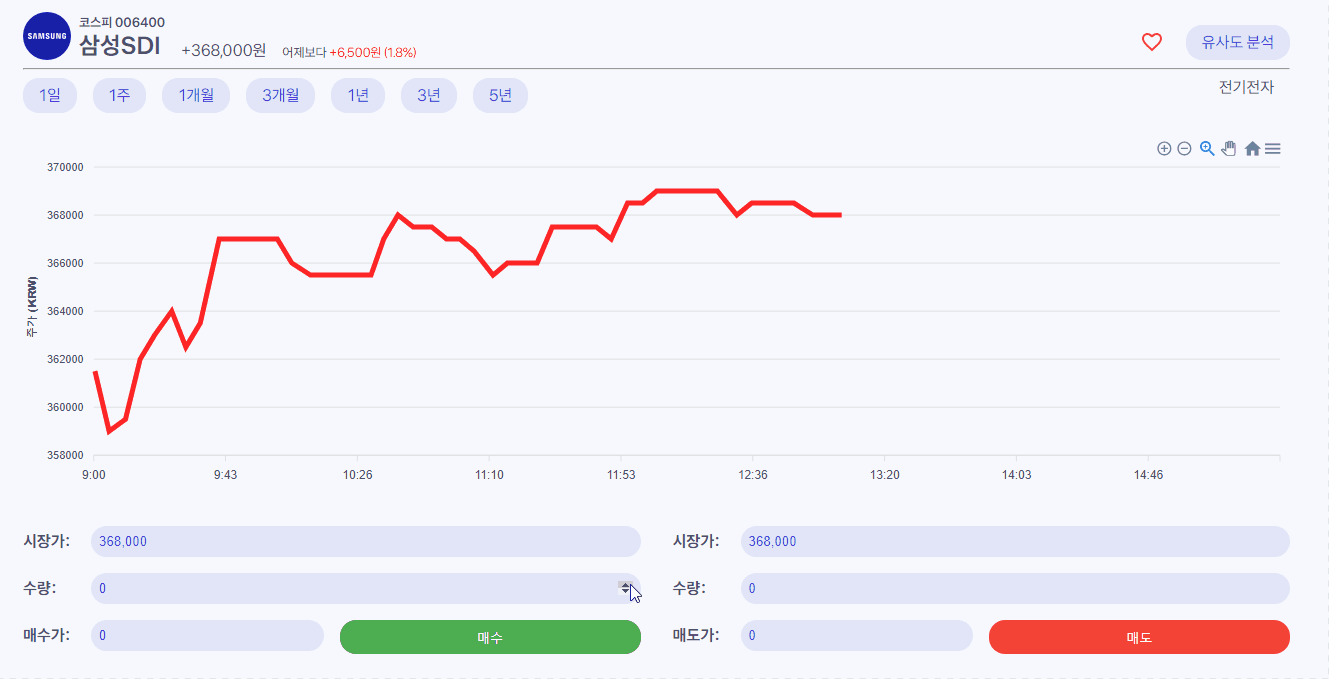 SAMSUNG
코스피 006400
삼성SDI +368,000원 어제보다 +6,500원 (1.8%)
유사도 분석
1일 1주 1개월 3개월 1년 3년 5년
전기전자
370000
368000
366000
364000
362000
360000
358000
주가 (KRW)
9:00 9:43 10:26 11:10 11:53 12:36 13:20 14:03 14:46
시장가: 368,000 시장가: 368,000
수량: 0 수량: 0
매수가: 0 매수 매도가: 0 매도